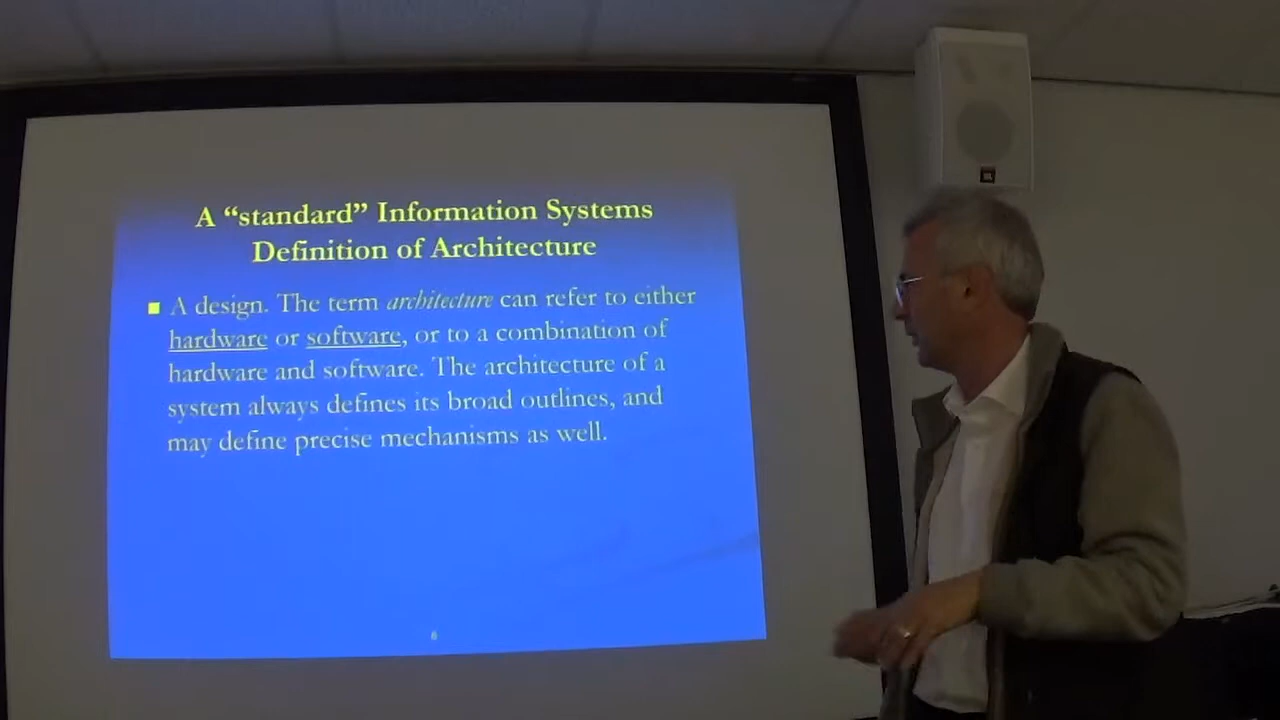 A “standard” Information Systems
Definition of Architecture
A design. The term architecture can refer to either
hardware or software, or to a combination of
hardware and software. The architecture of a
system always defines its broad outlines, and
may define precise mechanisms as well.
6
JBL